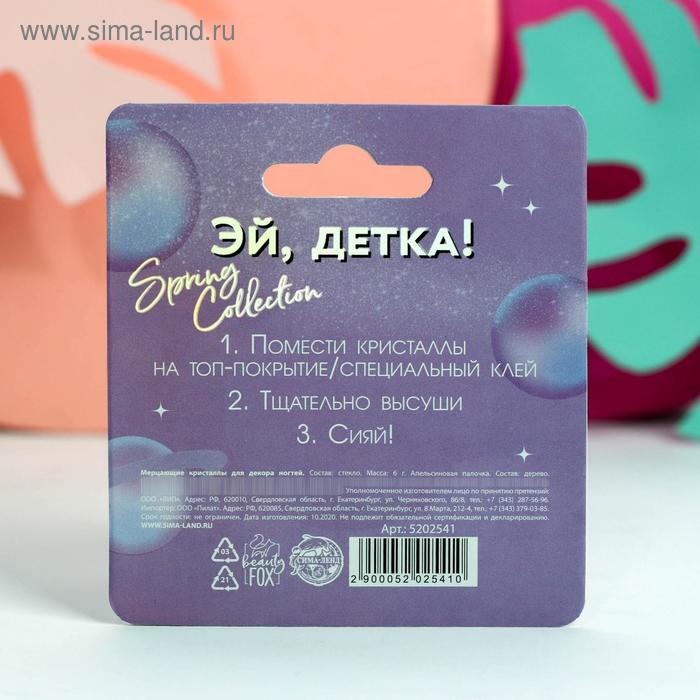 © www.sima-land.ru
ЭЙ, ДЕТКА!
Spring
Collection
1. Помести кристаллы
на топ-покрытие/специальный клей
2. Тщательно высуши
3. Сияй!
Мерцающие кристаллы для декора ногтей. Состав: стекло. Масса: 6 г. Апельсиновая палочка. Состав: дерево.
Уполномоченное изготовителем лицо по принятию претензий:
ООО «ВИП». Адрес: РФ, 620010, Свердловская область, г. Екатеринбург, ул. Черняховского, 86/8, тел.: +7 (343) 287-56-96.
Импортер: ООО «Пилат». Адрес: РФ, 620085, Свердловская область, г. Екатеринбург, ул. 8 Марта, 212-4, тел.: +7 (343) 379-03-85.
Срок годности: не ограничен. Дата изготовления: 10.2020. Не подлежит обязательной сертификации и декларированию.
WWW.SIMA-LAND.RU
Арт.: 5202541
03
21
beauty
FOX
СИМА-ЛЕНД
2 900052 025410